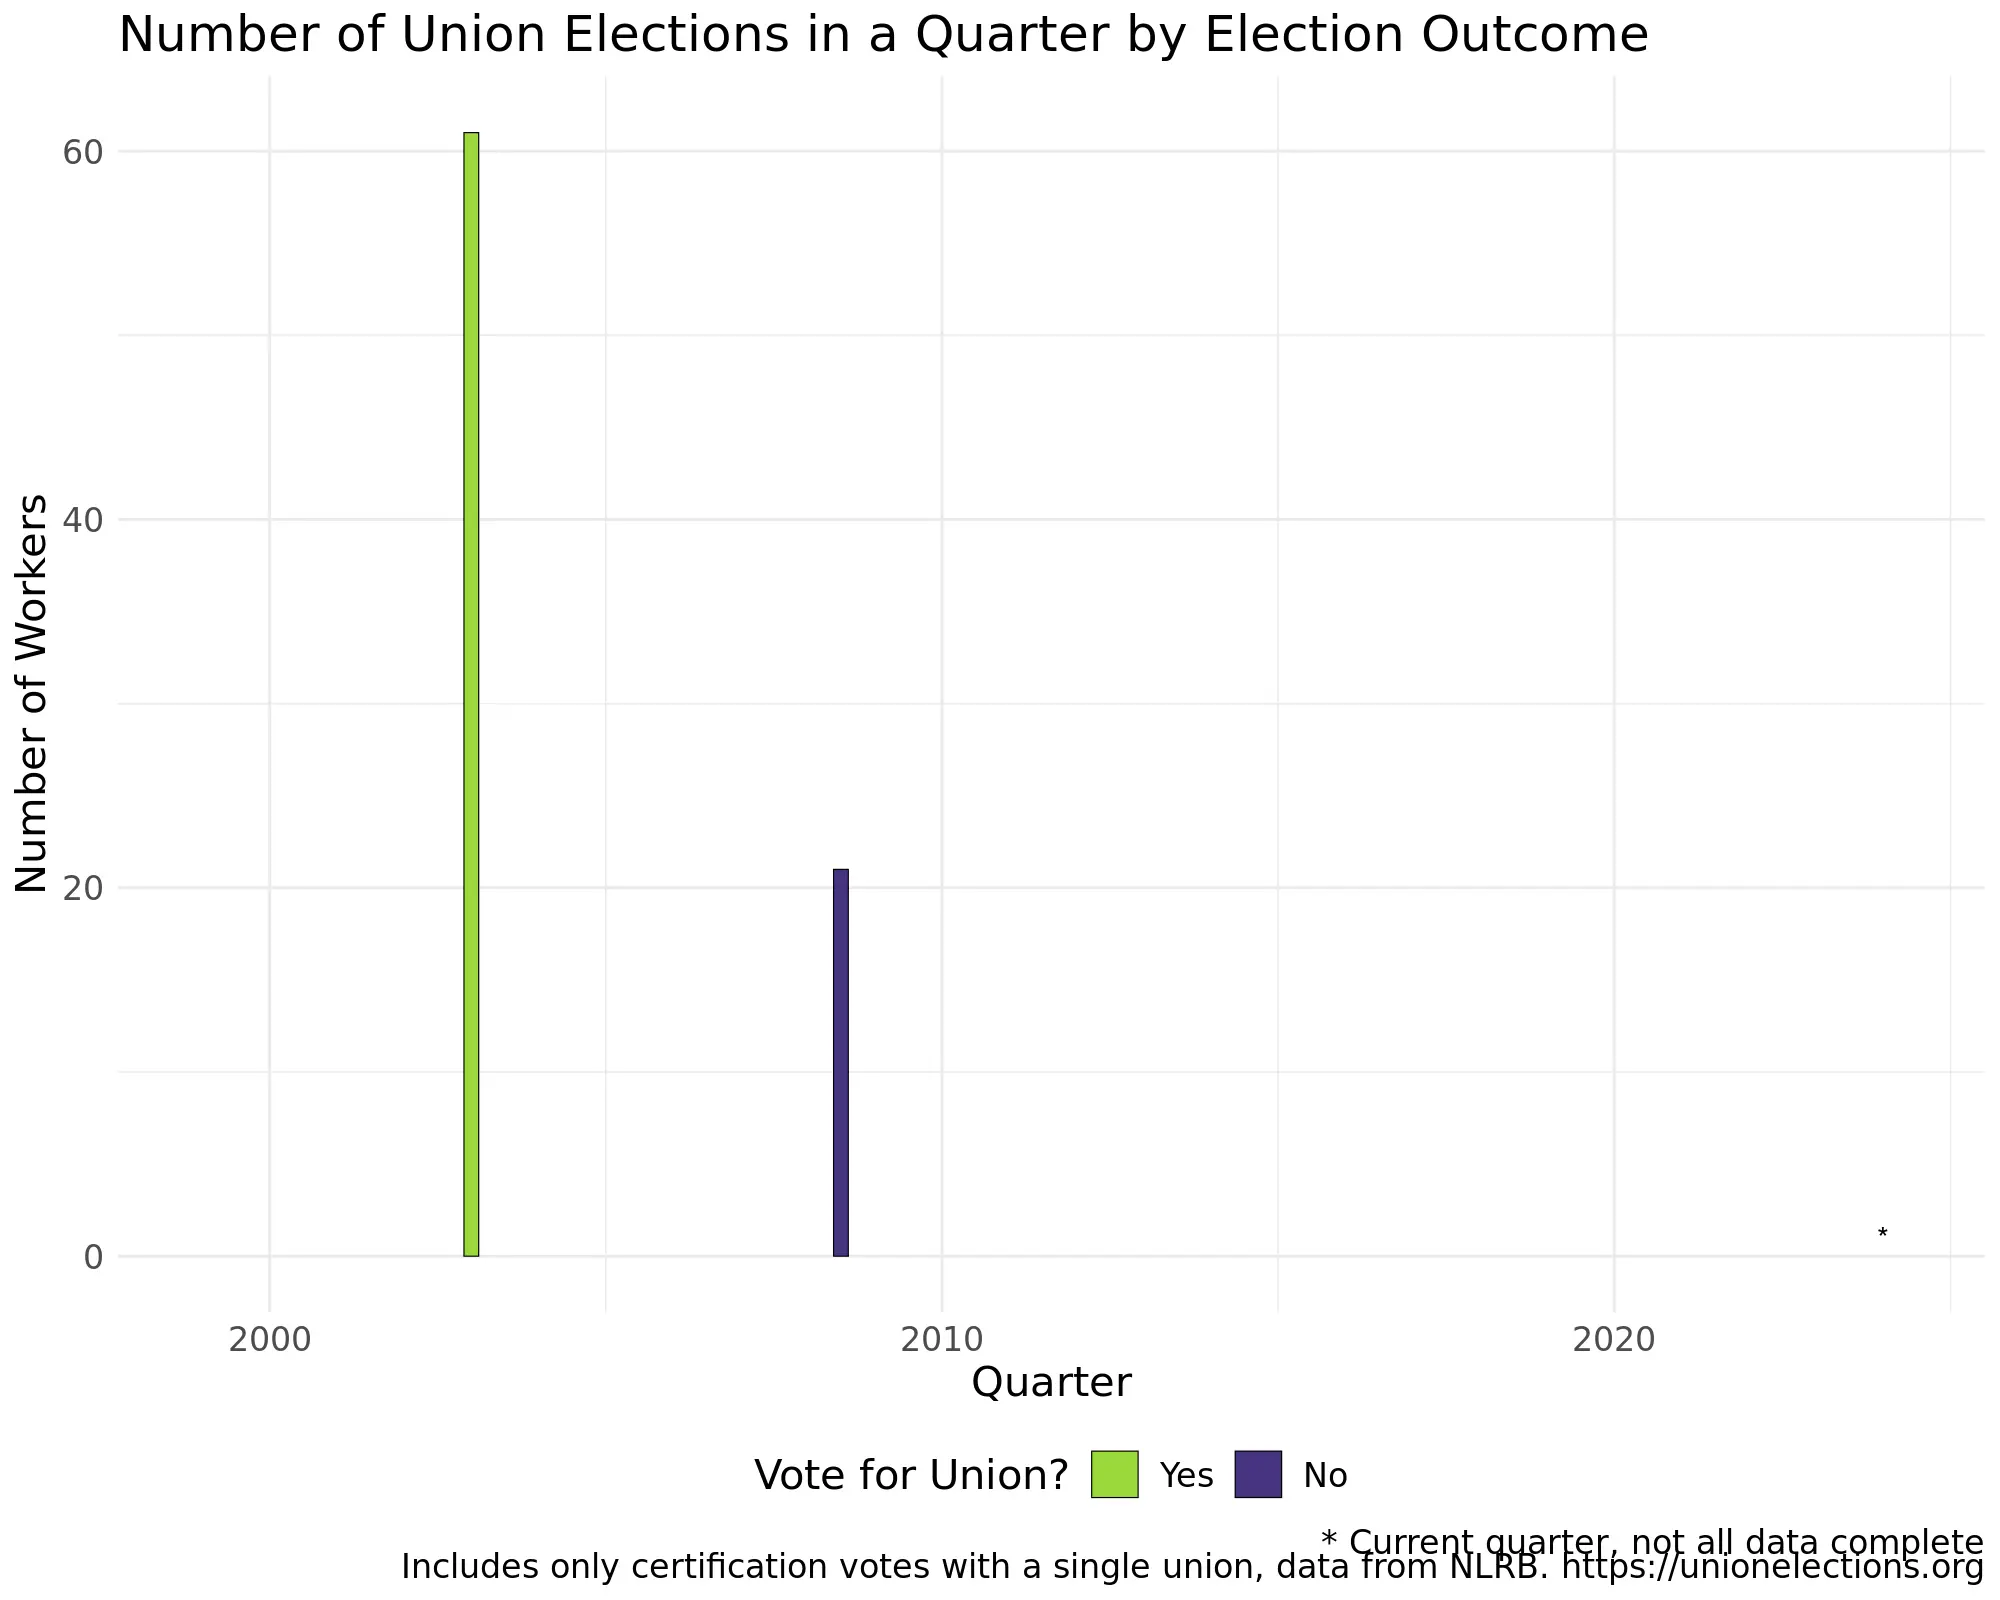 Number of Union Elections in a Quarter by Election Outcome
60
40
20
0
Number of Workers
2000 2010 2020
*
Quarter
Vote for Union? Yes No
* Current quarter, not all data complete
Includes only certification votes with a single union, data from NLRB. https://unionelections.org